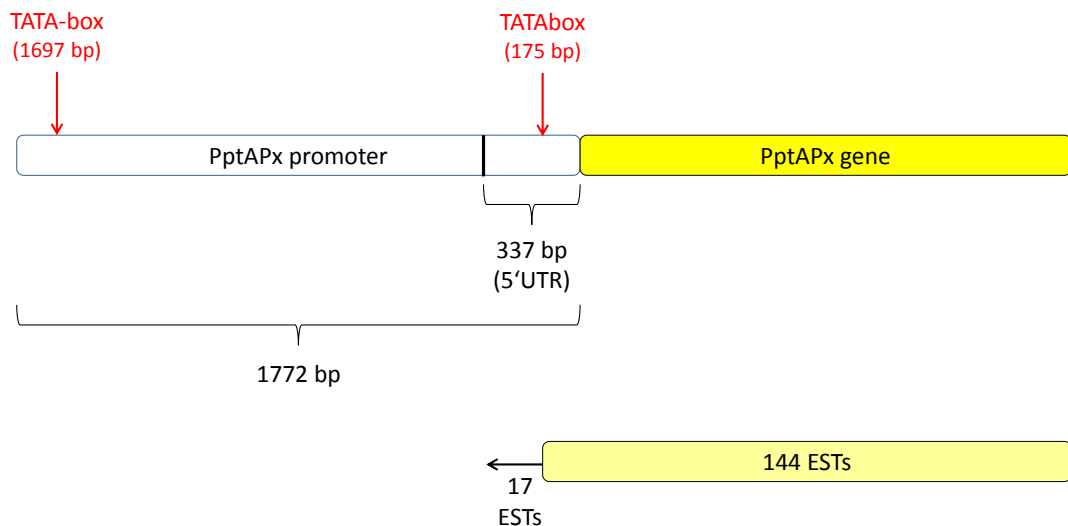 TATA-box
(1697 bp)
TATAbox
(175 bp)
PptAPx promoter
PptAPx gene
337 bp
(5‘UTR)
1772 bp
144 ESTs
17
ESTs